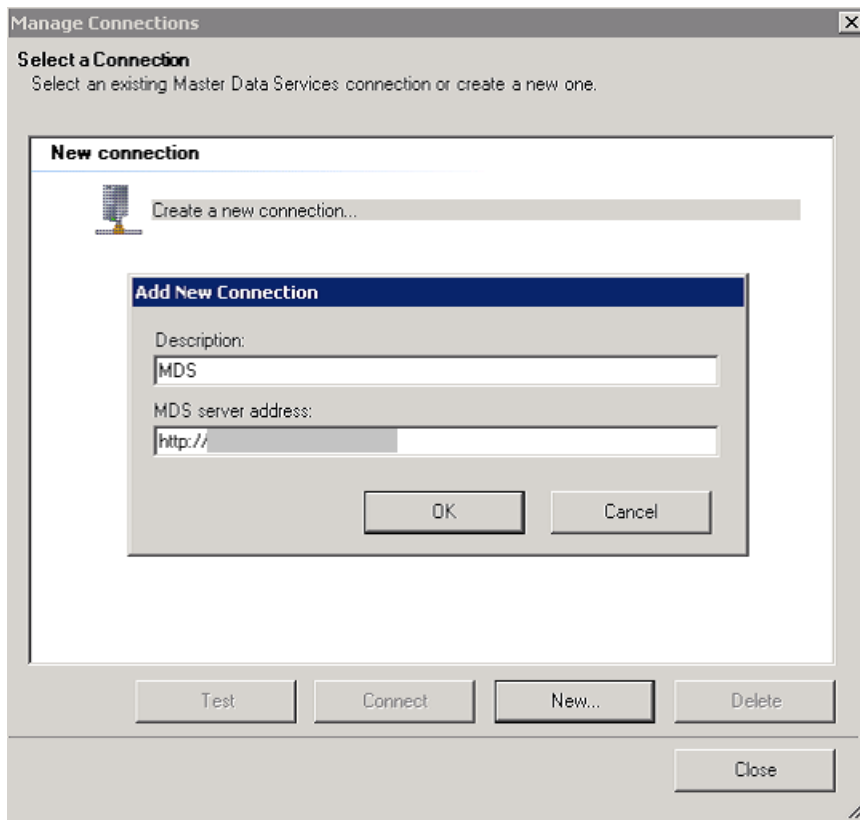 Manage Connections
Select a Connection
Select an existing Master Data Services connection or create a new one.
New connection
Create a new connection...
Add New Connection
Description:
MDS
MDS server address:
http://
OK
Cancel
Test
Connect
New...
Delete
Close